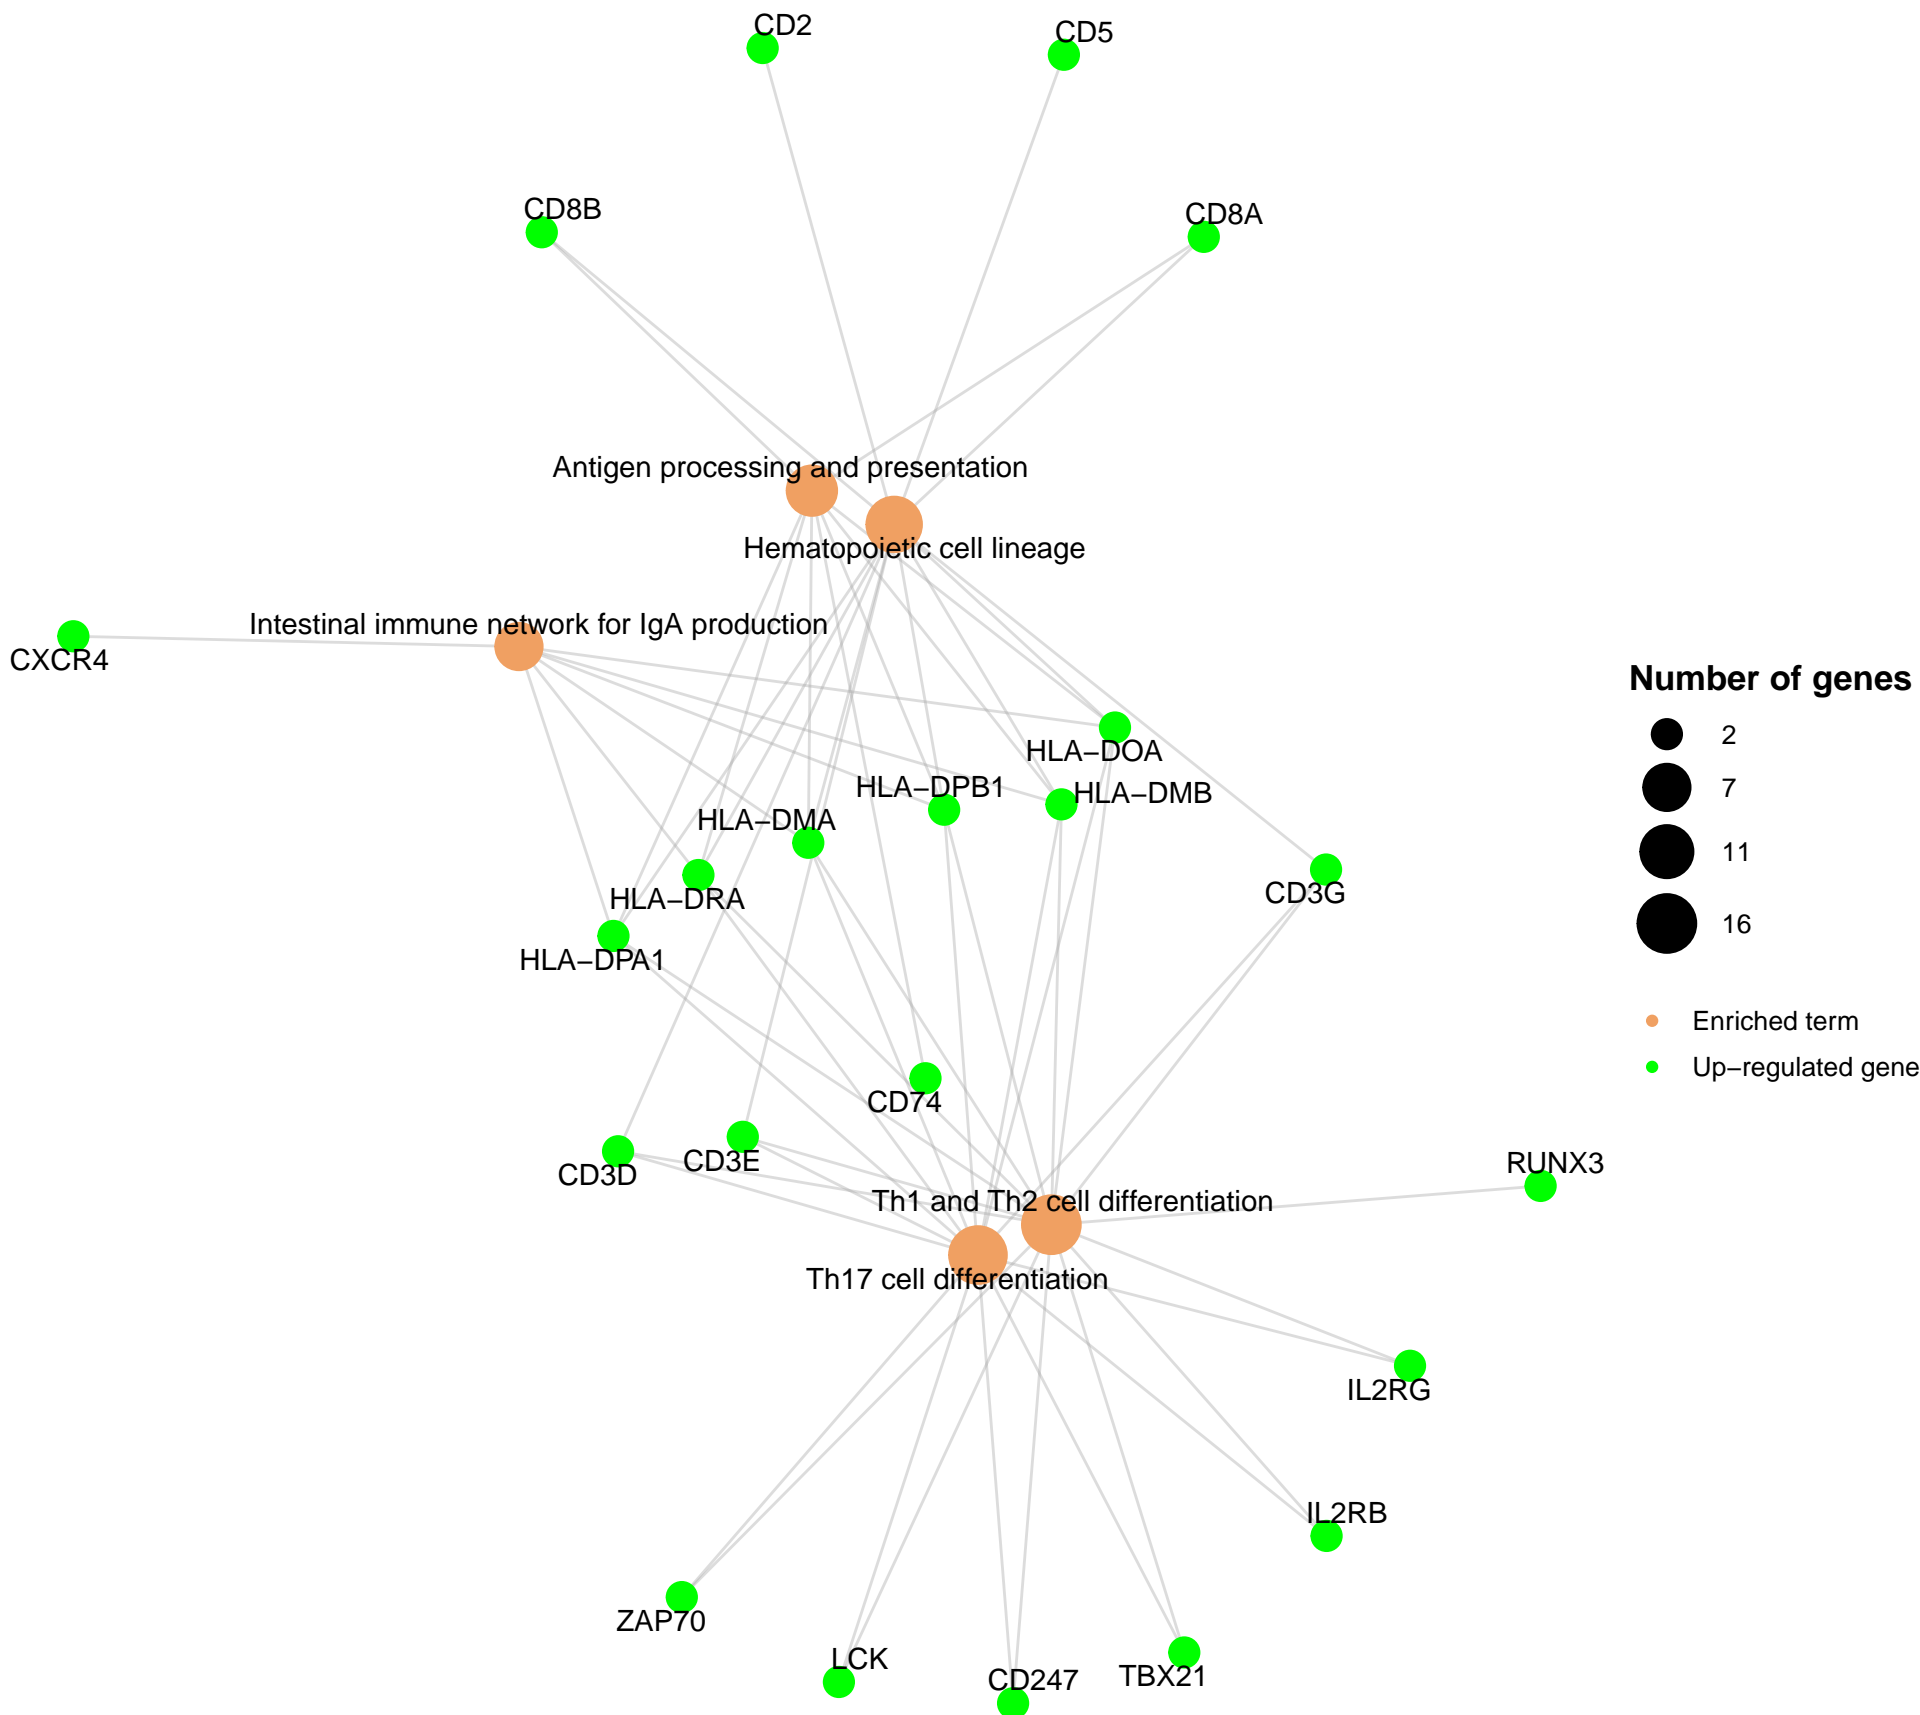 CD2
CD5
CD8B
CD8A
Antigen processing and presentation
Hematopoietic cell lineage
Intestinal immune network for IgA production
CXCR4
Number of genes
2
7
11
16
HLA−DOA
HLA−DPB1
HLA−DMB
HLA−DMA
HLA−DRA
CD3G
HLA−DPA1
Enriched term
Up−regulated gene
CD74
CD3E
CD3D
RUNX3
Th1 and Th2 cell differentiation
Th17 cell differentiation
IL2RG
IL2RB
ZAP70
LCK
CD247
TBX21